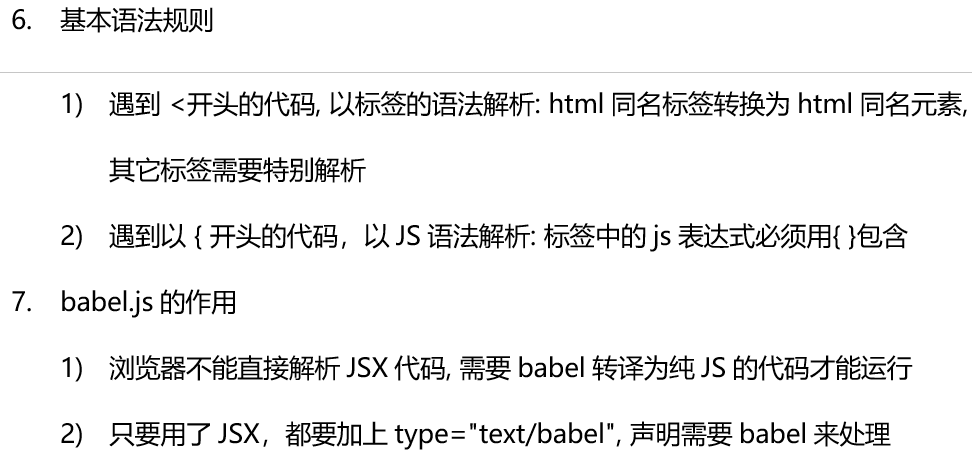 6. 基本语法规则
1) 遇到 <开头的代码, 以标签的语法解析: html 同名标签转换为 html 同名元素,
其它标签需要特别解析
2) 遇到以 { 开头的代码，以 JS 语法解析: 标签中的 js 表达式必须用{ }包含
7. babel.js 的作用
1) 浏览器不能直接解析 JSX 代码, 需要 babel 转译为纯 JS 的代码才能运行
2) 只要用了 JSX，都要加上 type="text/babel", 声明需要 babel 来处理